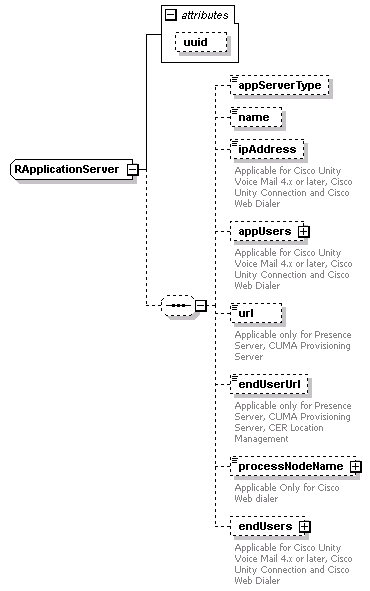 attributes
uuid
RApplicationServer
appServerType
name
ipAddress
Applicable for Cisco Unity
Voice Mail 4.x or later, Cisco
Unity Connection and Cisco
Web Dialer
appUsers
Applicable for Cisco Unity
Voice Mail 4.x or later, Cisco
Unity Connection and Cisco
Web Dialer
url
Applicable only for Presence
Server, CUMA Provisioning
Server
endUserUrl
Applicable only for Presence
Server, CUMA Provisioning
Server, CER Location
Management
processNodeName
Applicable Only for Cisco
Web dialer
endUsers
Applicable for Cisco Unity
Voice Mail 4.x or later, Cisco
Unity Connection and Cisco
Web Dialer